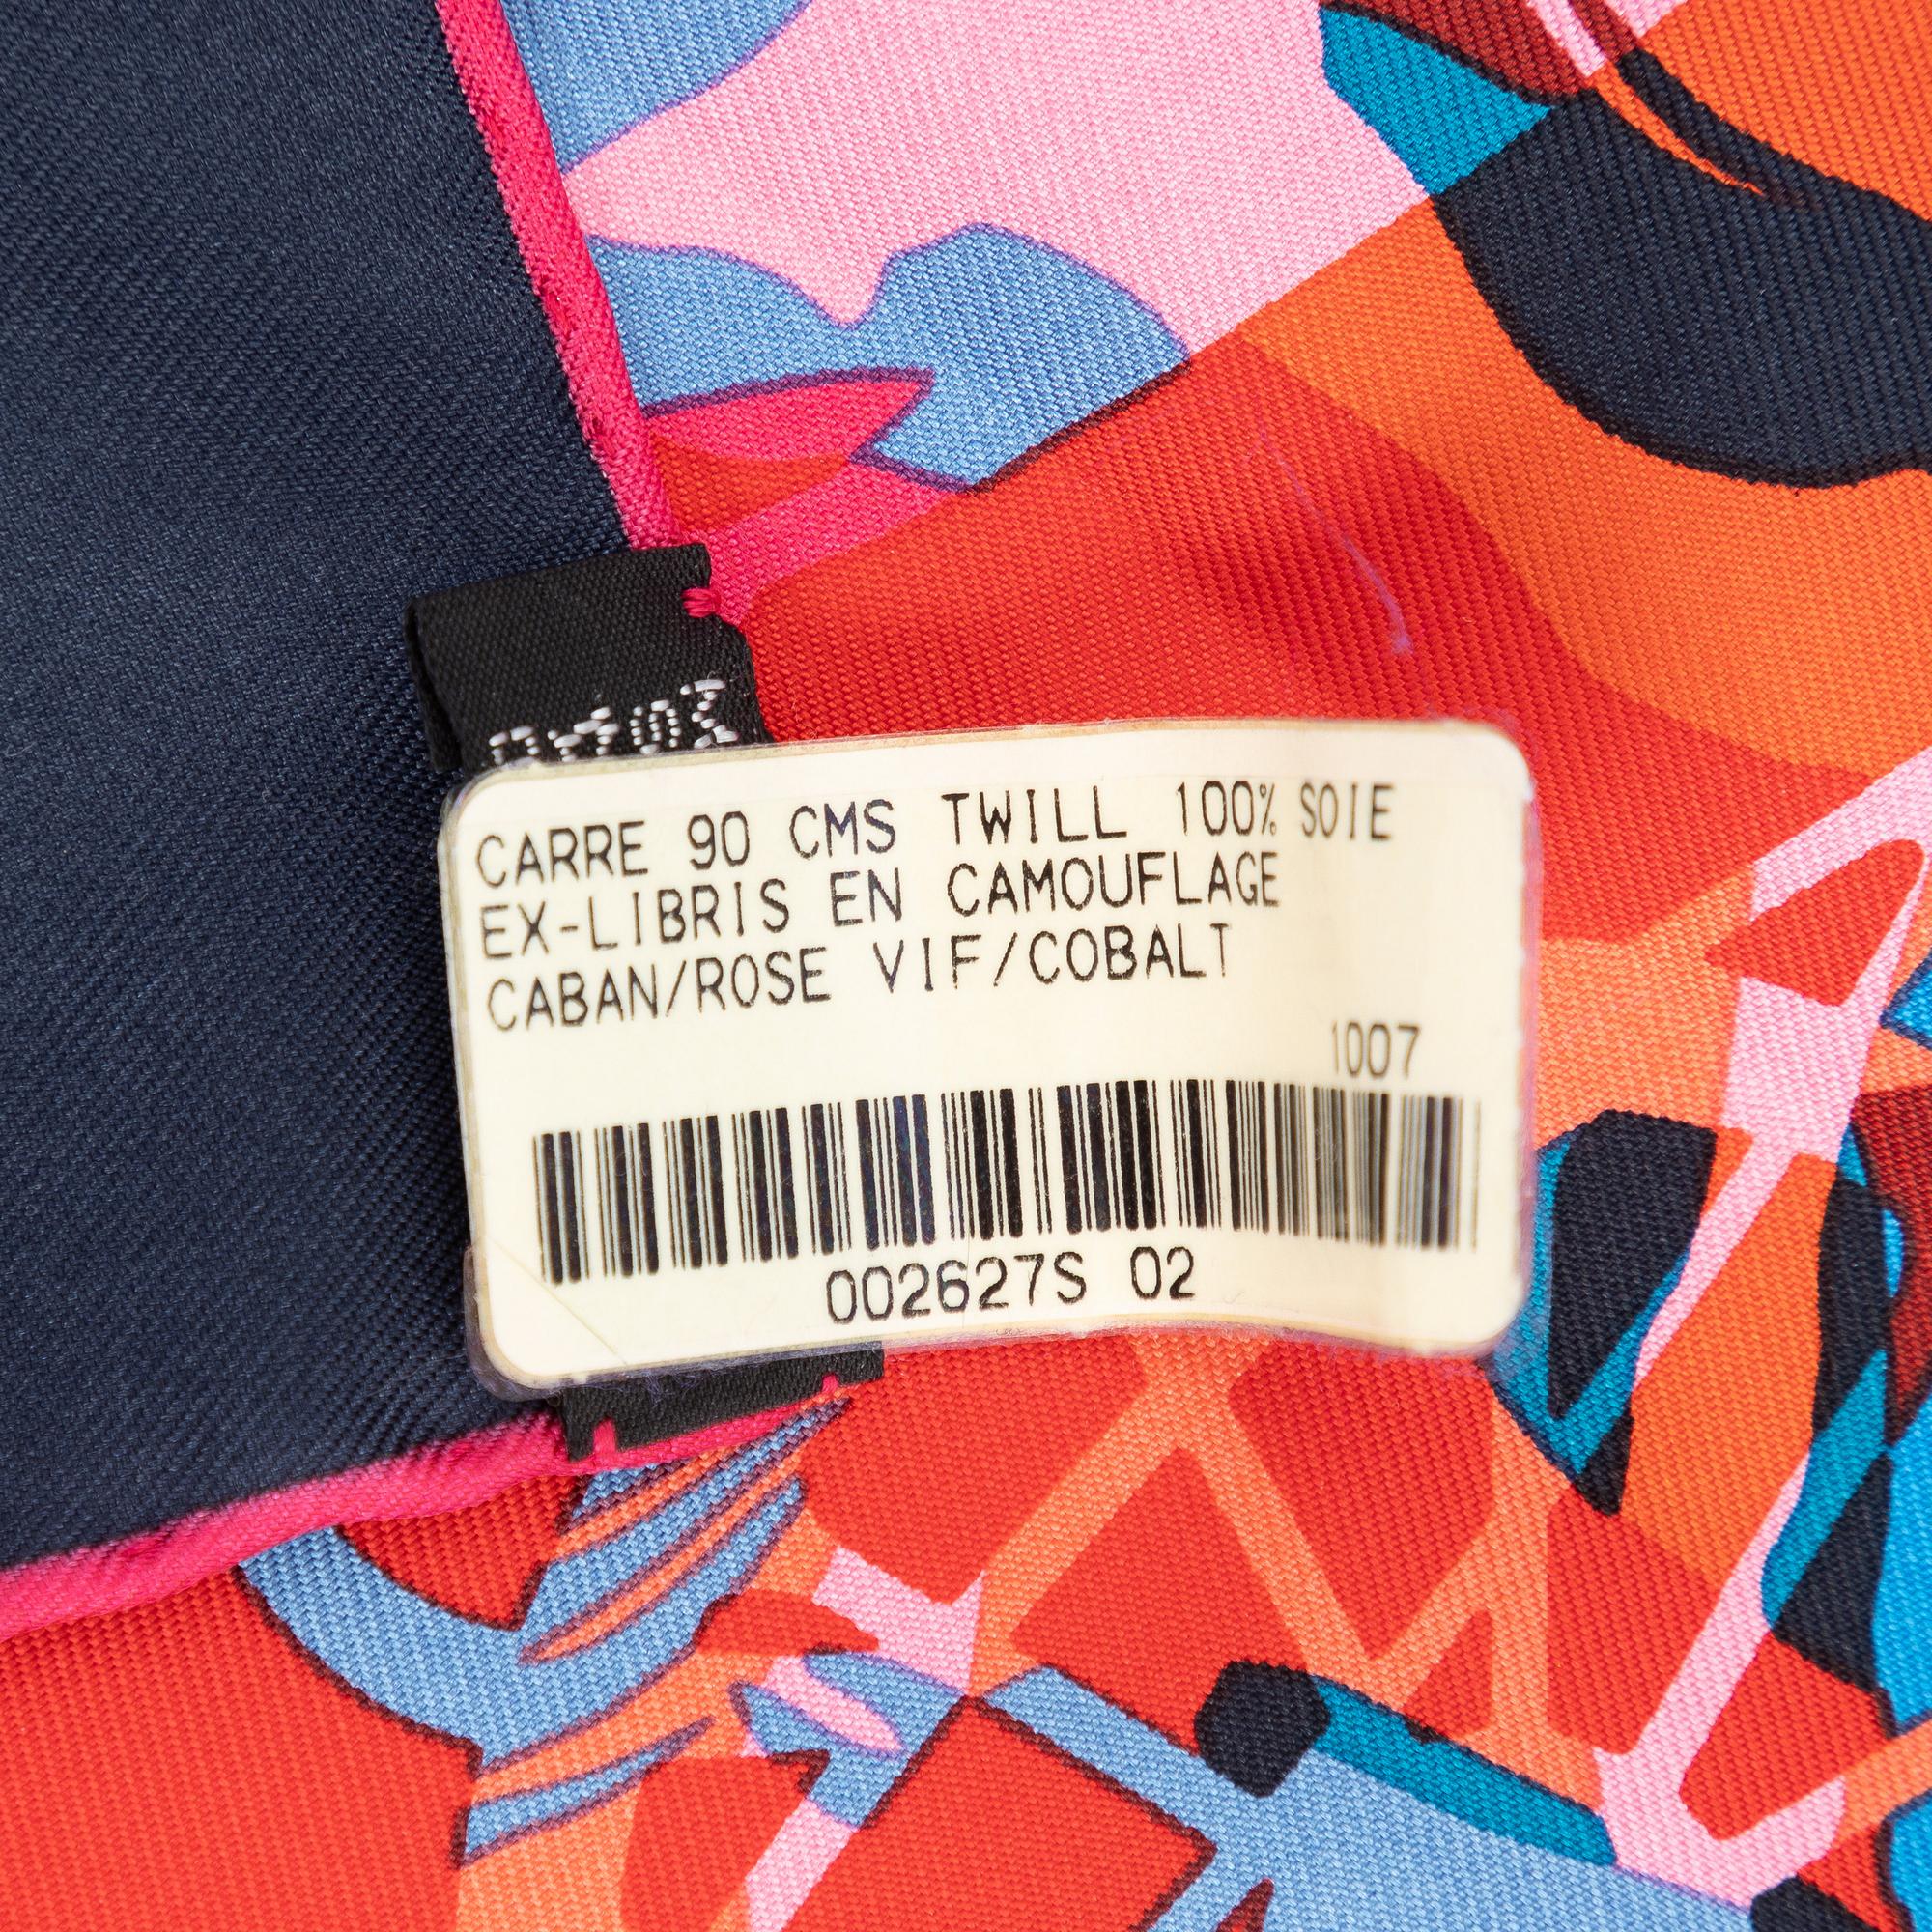 CARRE 90 CMS TWILL 100% SOIE
EX-LIBRIS EN CAMOUFLAGE
CABAN/ROSE VIF/COBALT
1007
002627S 02